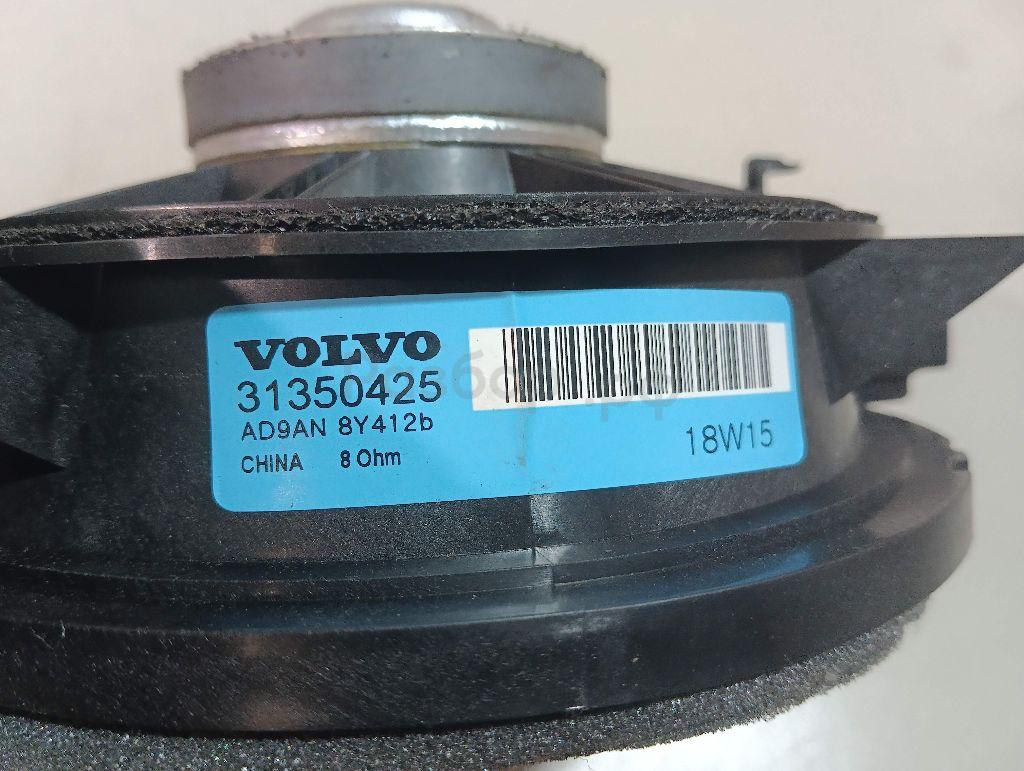 VOLVO
31350425
AD9AN 8Y412b
CHINA 8 Ohm
18W15